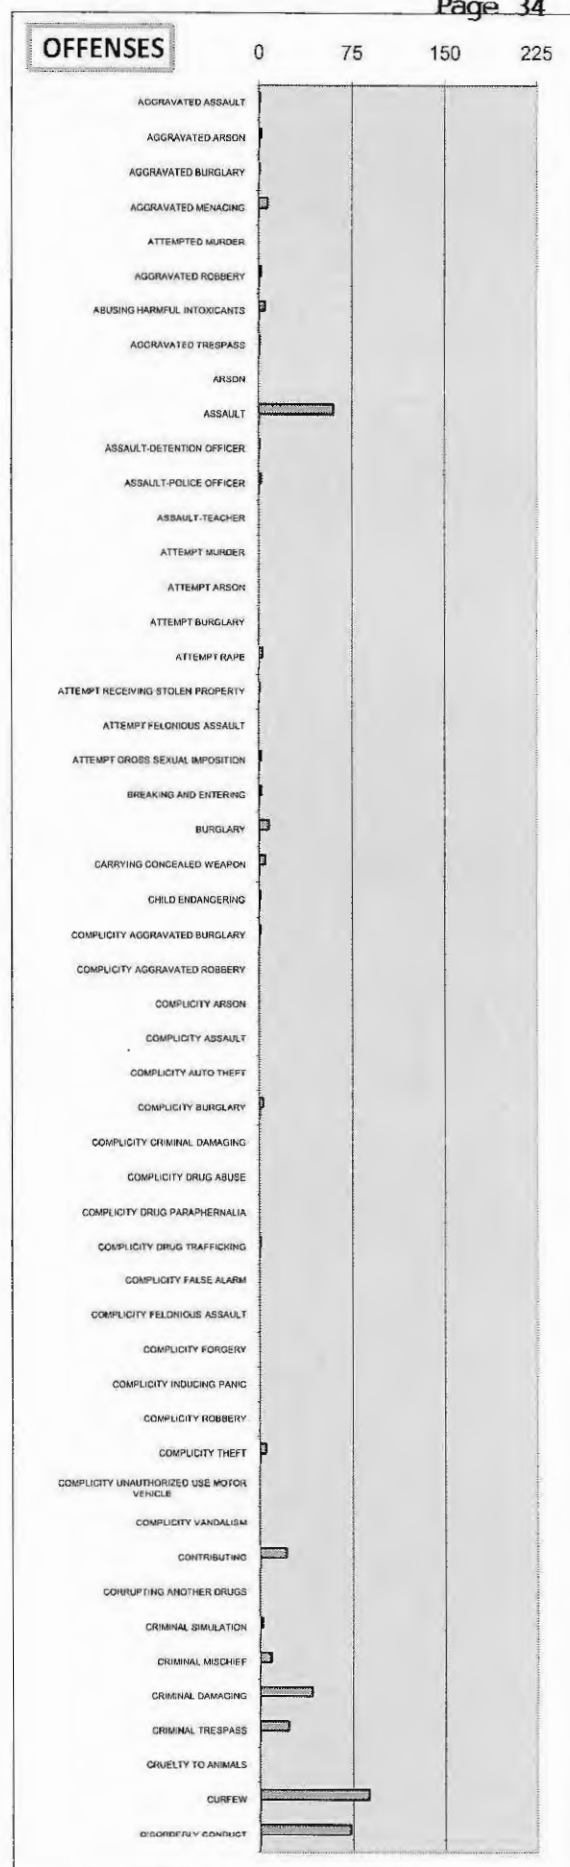 Page 34
OFFENSES
0 75 150 225
AGGRAVATED ASSAULT
AGGRAVATED ARSON
AGGRAVATED BURGLARY
AGGRAVATED MENACING
ATTEMPTED MURDER
AGGRAVATED ROBBERY
ABUSING HARMFUL INTOXICANTS
AGGRAVATED TRESPASS
ARSON
ASSAULT
ASSAULT-DETENTION OFFICER
ASSAULT-POLICE OFFICER
ASSAULT-TEACHER
ATTEMPT MURDER
ATTEMPT ARSON
ATTEMPT BURGLARY
ATTEMPT RAPE
ATTEMPT RECEIVING STOLEN PROPERTY
ATTEMPT FELONIOUS ASSAULT
ATTEMPT GROSS SEXUAL IMPOSITION
BREAKING AND ENTERING
BURGLARY
CARRYING CONCEALED WEAPON
CHILD ENDANGERING
COMPLICITY AGGRAVATED BURGLARY
COMPLICITY AGGRAVATED ROBBERY
COMPLICITY ARSON
COMPLICITY ASSAULT
COMPLICITY AUTO THEFT
COMPLICITY BURGLARY
COMPLICITY CRIMINAL DAMAGING
COMPLICITY DRUG ABUSE
COMPLICITY DRUG PARAPHERNALIA
COMPLICITY DRUG TRAFFICKING
COMPLICITY FALSE ALARM
COMPLICITY FELONIOUS ASSAULT
COMPLICITY FORGERY
COMPLICITY INDUCING PANIC
COMPLICITY ROBBERY
COMPLICITY THEFT
COMPLICITY UNAUTHORIZED USE MOTOR
VEHICLE
COMPLICITY VANDALISM
CONTRIBUTING
CORRUPTING ANOTHER DRUGS
CRIMINAL SIMULATION
CRIMINAL MISCHIEF
CRIMINAL DAMAGING
CRIMINAL TRESPASS
CRUELTY TO ANIMALS
CURFEW
DISORDERLY CONDUCT